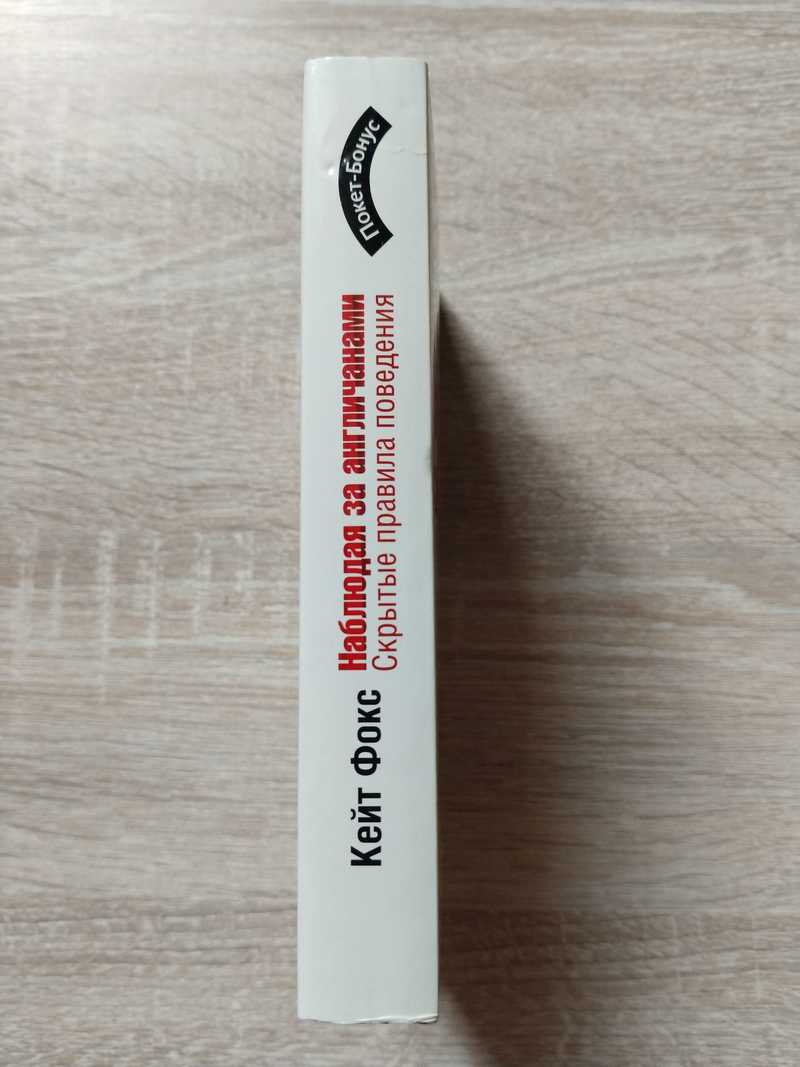 Кейт Фокс
Наблюдая за англичанами
Скрытые правила поведения
Покет-Бонус